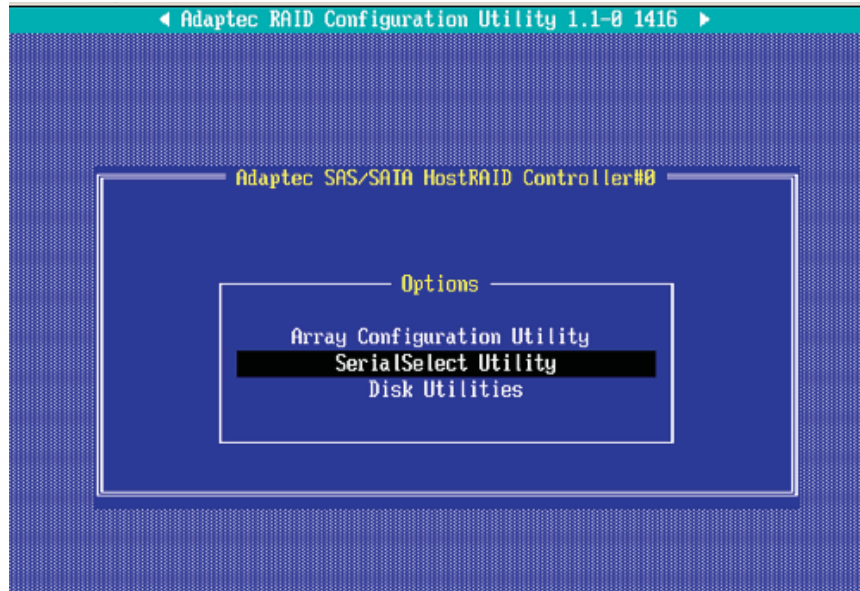 Adaptec RAID Configuration Utility 1.1-0 1416
Adaptec SAS/SATA HostRAID Controller#0
Options
Array Configuration Utility
SerialSelect Utility
Disk Utilities